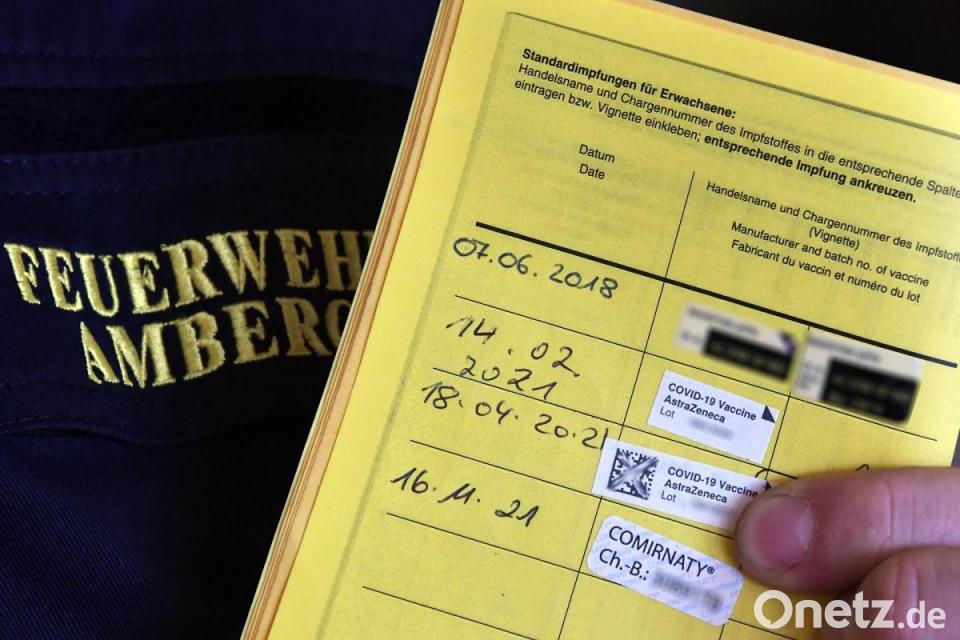 FEUERWEH
AMBERG
Standardimpfungen für Erwachsene:
Handelsname und Chargennummer des Impfstoffes in die entsprechende Spalte
eintragen bzw. Vignette einkleben; entsprechende Impfung ankreuzen.
Datum
Date
Handelsname und Chargennummer des Impfstoff
(Vignette)
Manufacturer and batch no. of vaccine
Fabricant du vaccin et numéro du lot
07.06.2018
14.02.
2021
COVID-19 Vaccine
AstraZeneca
Lot
18.04.2021
COVID-19 Vaccine
AstraZeneca
Lot
16.11.21
COMIRNATY®
Ch.-B.:
Onetz.de